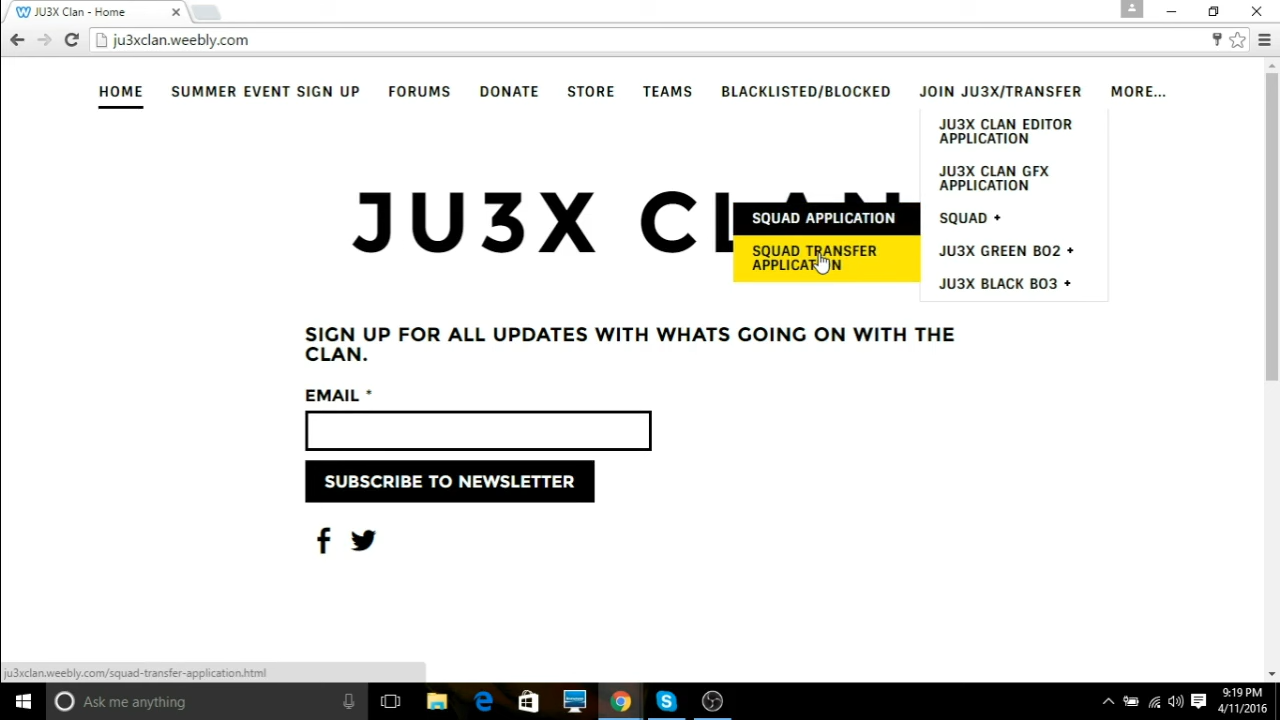 JU3X Clan - Home
ju3xclan.weebly.com
HOME SUMMER EVENT SIGN UP FORUMS DONATE STORE TEAMS BLACKLISTED/BLOCKED JOIN JU3X/TRANSFER MORE...
JU3X CLAN EDITOR
APPLICATION
JU3X CLAN GFX
APPLICATION
SQUAD +
JU3X GREEN BO2 +
JU3X BLACK BO3 +
SQUAD APPLICATION
SQUAD TRANSFER
APPLICATION
JU3X CLAN
SIGN UP FOR ALL UPDATES WITH WHATS GOING ON WITH THE
CLAN.
EMAIL *
SUBSCRIBE TO NEWSLETTER
ju3xclan.weebly.com/squad-transfer-application.html
Ask me anything
9:19 PM
4/11/2016